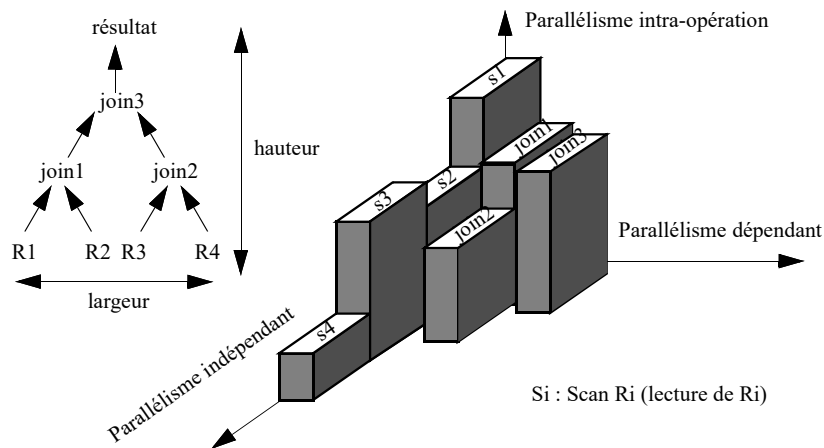 résultat
join3
join1
join2
R1
R2
R3
R4
largeur
hauteur
Parallélisme intra-opération
s1
join1
join3
s2
s3
join2
s4
Parallélisme dépendant
Parallélisme indépendant
Si : Scan Ri (lecture de Ri)